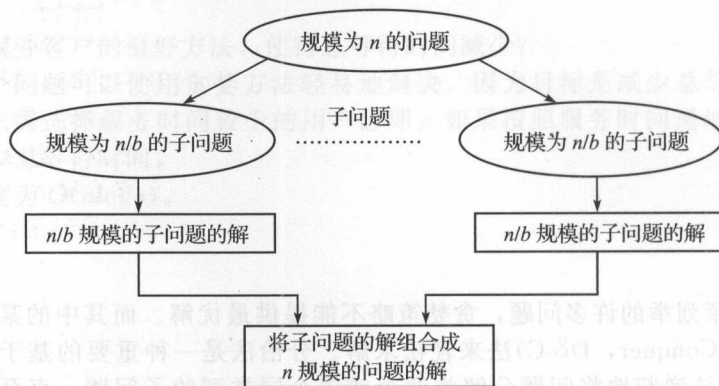 规模为 n 的问题
子问题
规模为 n/b 的子问题
规模为 n/b 的子问题
n/b 规模的子问题的解
n/b 规模的子问题的解
将子问题的解组合成
n 规模的问题的解